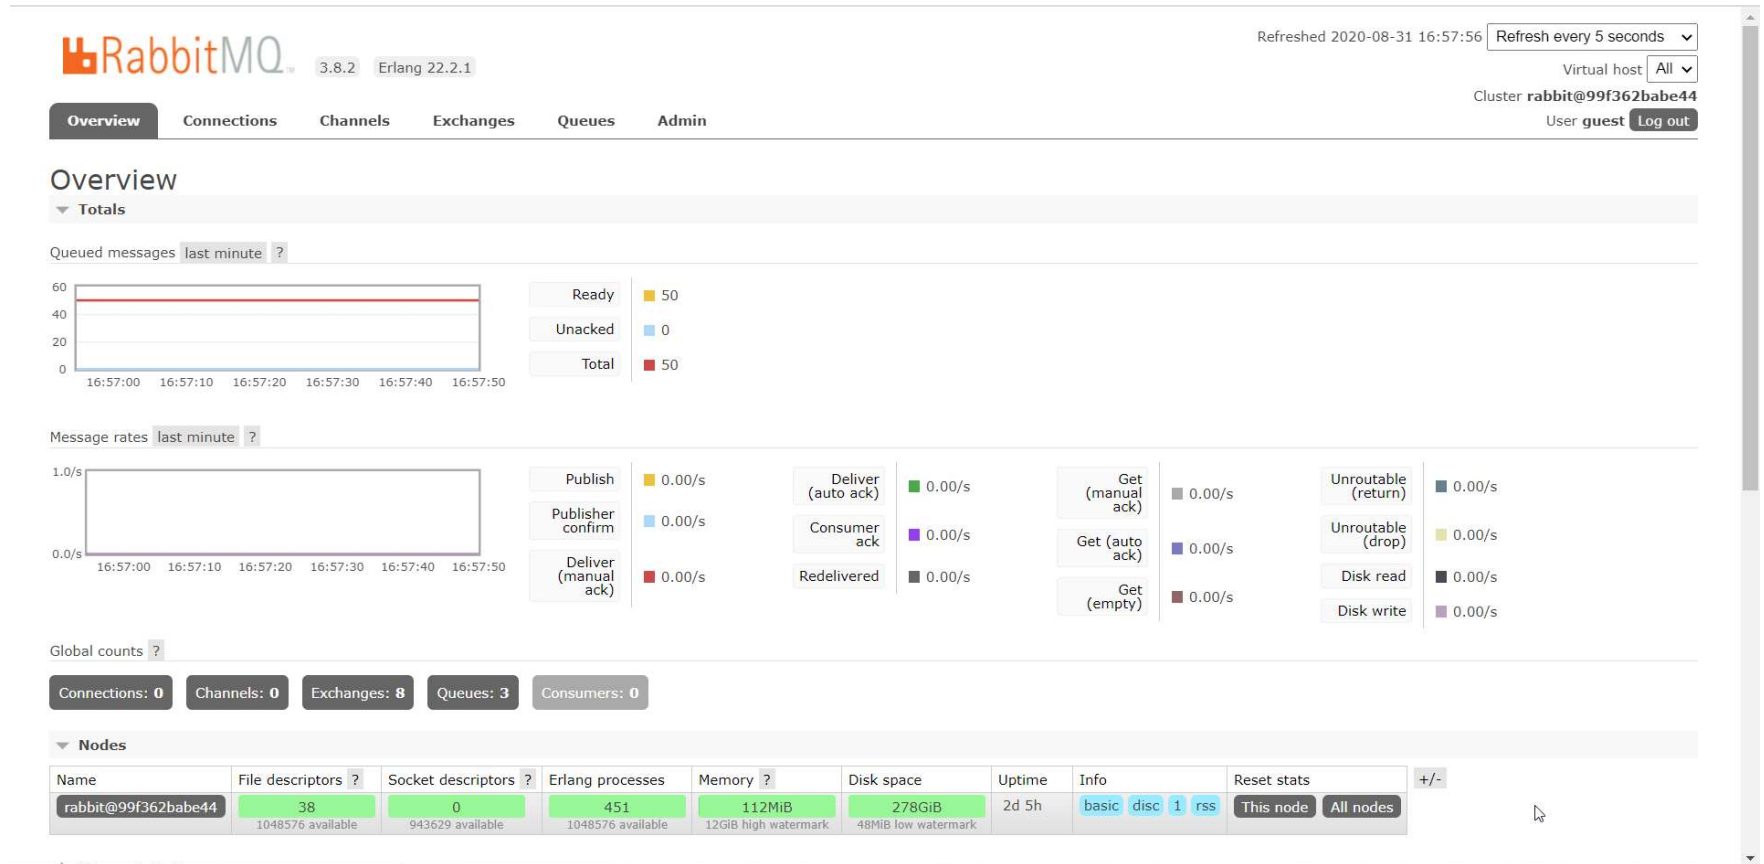 RabbitMQ™ 3.8.2 Erlang 22.2.1
Refreshed 2020-08-31 16:57:56 Refresh every 5 seconds
Virtual host All
Cluster rabbit@99f362babe44
User guest Log out
Overview Connections Channels Exchanges Queues Admin
Overview
Totals
Queued messages last minute ?
60
40
20
0
16:57:00 16:57:10 16:57:20 16:57:30 16:57:40 16:57:50
Ready 50
Unacked 0
Total 50
Message rates last minute ?
1.0/s
0.0/s
16:57:00 16:57:10 16:57:20 16:57:30 16:57:40 16:57:50
Publish 0.00/s
Publisher
confirm 0.00/s
Deliver
(manual
ack) 0.00/s
Deliver
(auto ack) 0.00/s
Consumer
ack 0.00/s
Redelivered 0.00/s
Get
(manual
ack) 0.00/s
Get (auto
ack) 0.00/s
Get
(empty) 0.00/s
Unroutable
(return) 0.00/s
Unroutable
(drop) 0.00/s
Disk read 0.00/s
Disk write 0.00/s
Global counts ?
Connections: 0 Channels: 0 Exchanges: 8 Queues: 3 Consumers: 0
Nodes
Name File descriptors ? Socket descriptors ? Erlang processes Memory ? Disk space Uptime Info Reset stats +/-
rabbit@99f362babe44 38 0 451 112MiB 278GiB 2d 5h basic disc 1 rss This node All nodes
1048576 available 943629 available 1048576 available 12GiB high watermark 48MiB low watermark